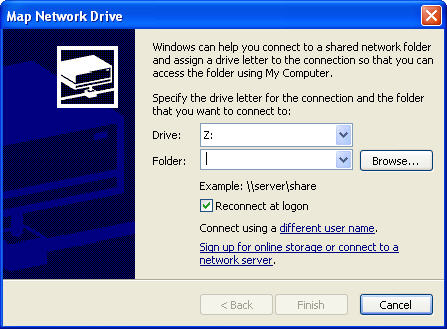 Map Network Drive
Windows can help you connect to a shared network folder
and assign a drive letter to the connection so that you can
access the folder using My Computer.
Specify the drive letter for the connection and the folder
that you want to connect to:
Drive: Z:
Folder: Browse...
Example: \\server\share
Reconnect at logon
Connect using a different user name.
Sign up for online storage or connect to a
network server.
< Back Finish Cancel